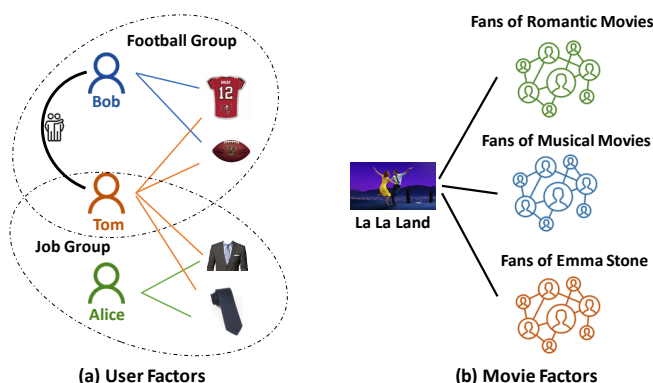 Football Group
Bob
12
Tom
Job Group
Alice
(a) User Factors
Fans of Romantic Movies
Fans of Musical Movies
La La Land
Fans of Emma Stone
(b) Movie Factors